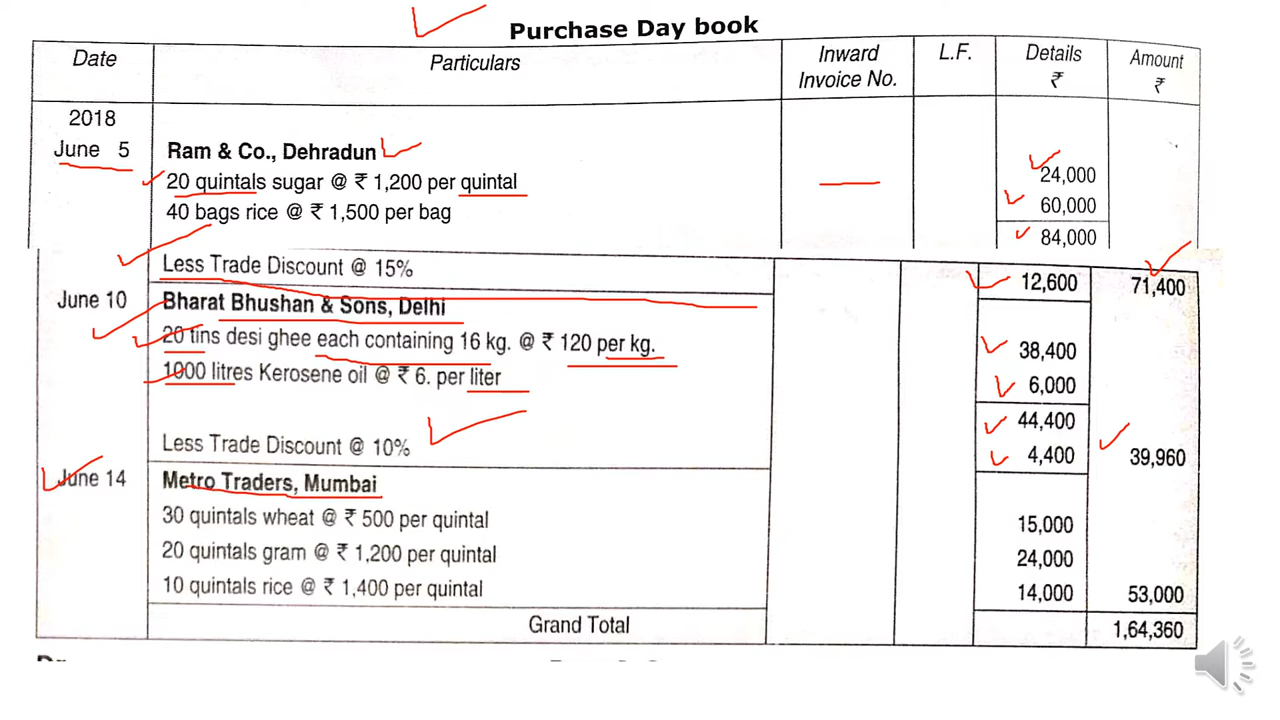 Purchase Day book
Date Particulars Inward Invoice No. L.F. Details ₹ Amount ₹
2018
June 5 Ram & Co., Dehradun
20 quintals sugar @ ₹ 1,200 per quintal 24,000
40 bags rice @ ₹ 1,500 per bag 60,000
84,000
Less Trade Discount @ 15% 12,600 71,400
June 10 Bharat Bhushan & Sons, Delhi
20 tins desi ghee each containing 16 kg. @ ₹ 120 per kg. 38,400
1000 litres Kerosene oil @ ₹ 6. per liter 6,000
44,400
Less Trade Discount @ 10% 4,400 39,960
June 14 Metro Traders, Mumbai
30 quintals wheat @ ₹ 500 per quintal 15,000
20 quintals gram @ ₹ 1,200 per quintal 24,000
10 quintals rice @ ₹ 1,400 per quintal 14,000 53,000
Grand Total 1,64,360